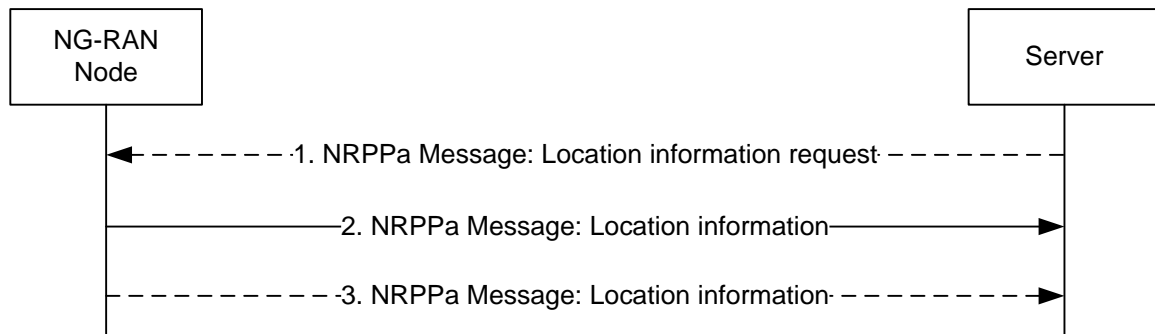 NG-RAN
Node
Server
1. NRPPa Message: Location information request
2. NRPPa Message: Location information
3. NRPPa Message: Location information